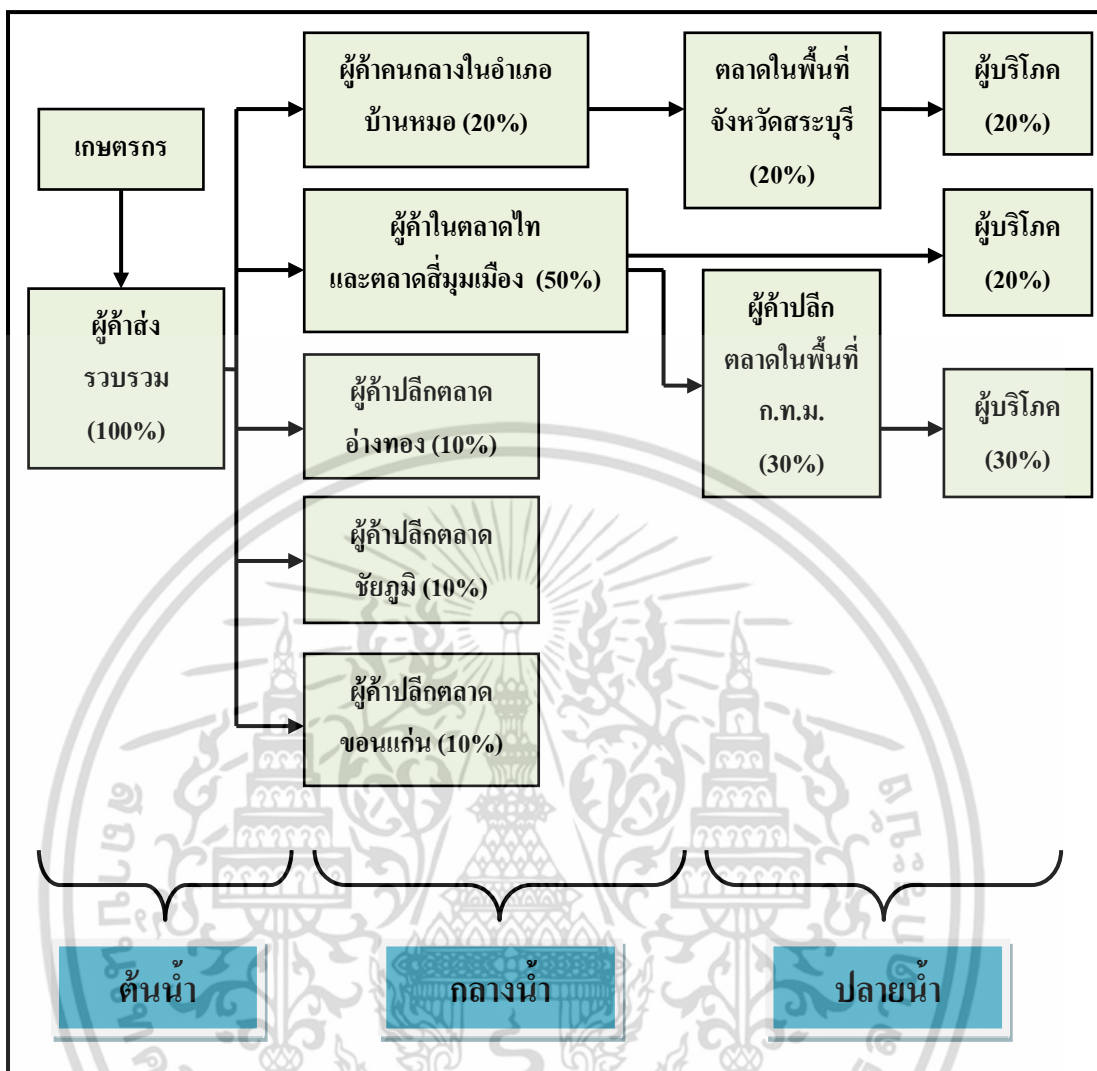 เกษตรกร
ผู้ค้าส่ง
รวบรวม
(100%)
ผู้ค้าคนกลางในอำเภอ
บ้านหมอ (20%)
ตลาดในพื้นที่
จังหวัดสระบุรี
(20%)
ผู้บริโภค
(20%)
ผู้ค้าในตลาดไท
และตลาดสี่มุมเมือง (50%)
ผู้บริโภค
(20%)
ผู้ค้าปลีก
ตลาดในพื้นที่
ก.ท.ม.
(30%)
ผู้บริโภค
(30%)
ผู้ค้าปลีกตลาด
อ่างทอง (10%)
ผู้ค้าปลีกตลาด
ชัยภูมิ (10%)
ผู้ค้าปลีกตลาด
ขอนแก่น (10%)
ต้นน้ำ
กลางน้ำ
ปลายน้ำ